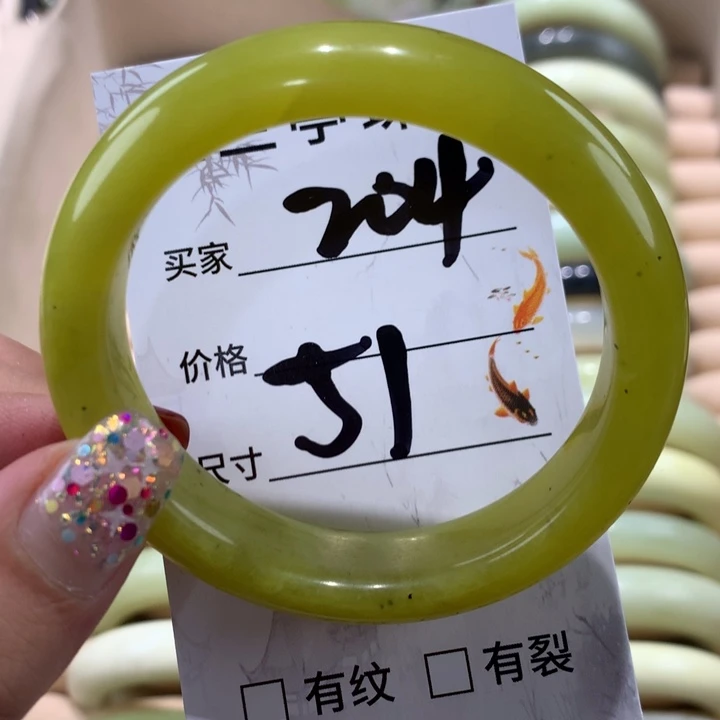 买家 204
价格
51
尺寸
有纹 有裂